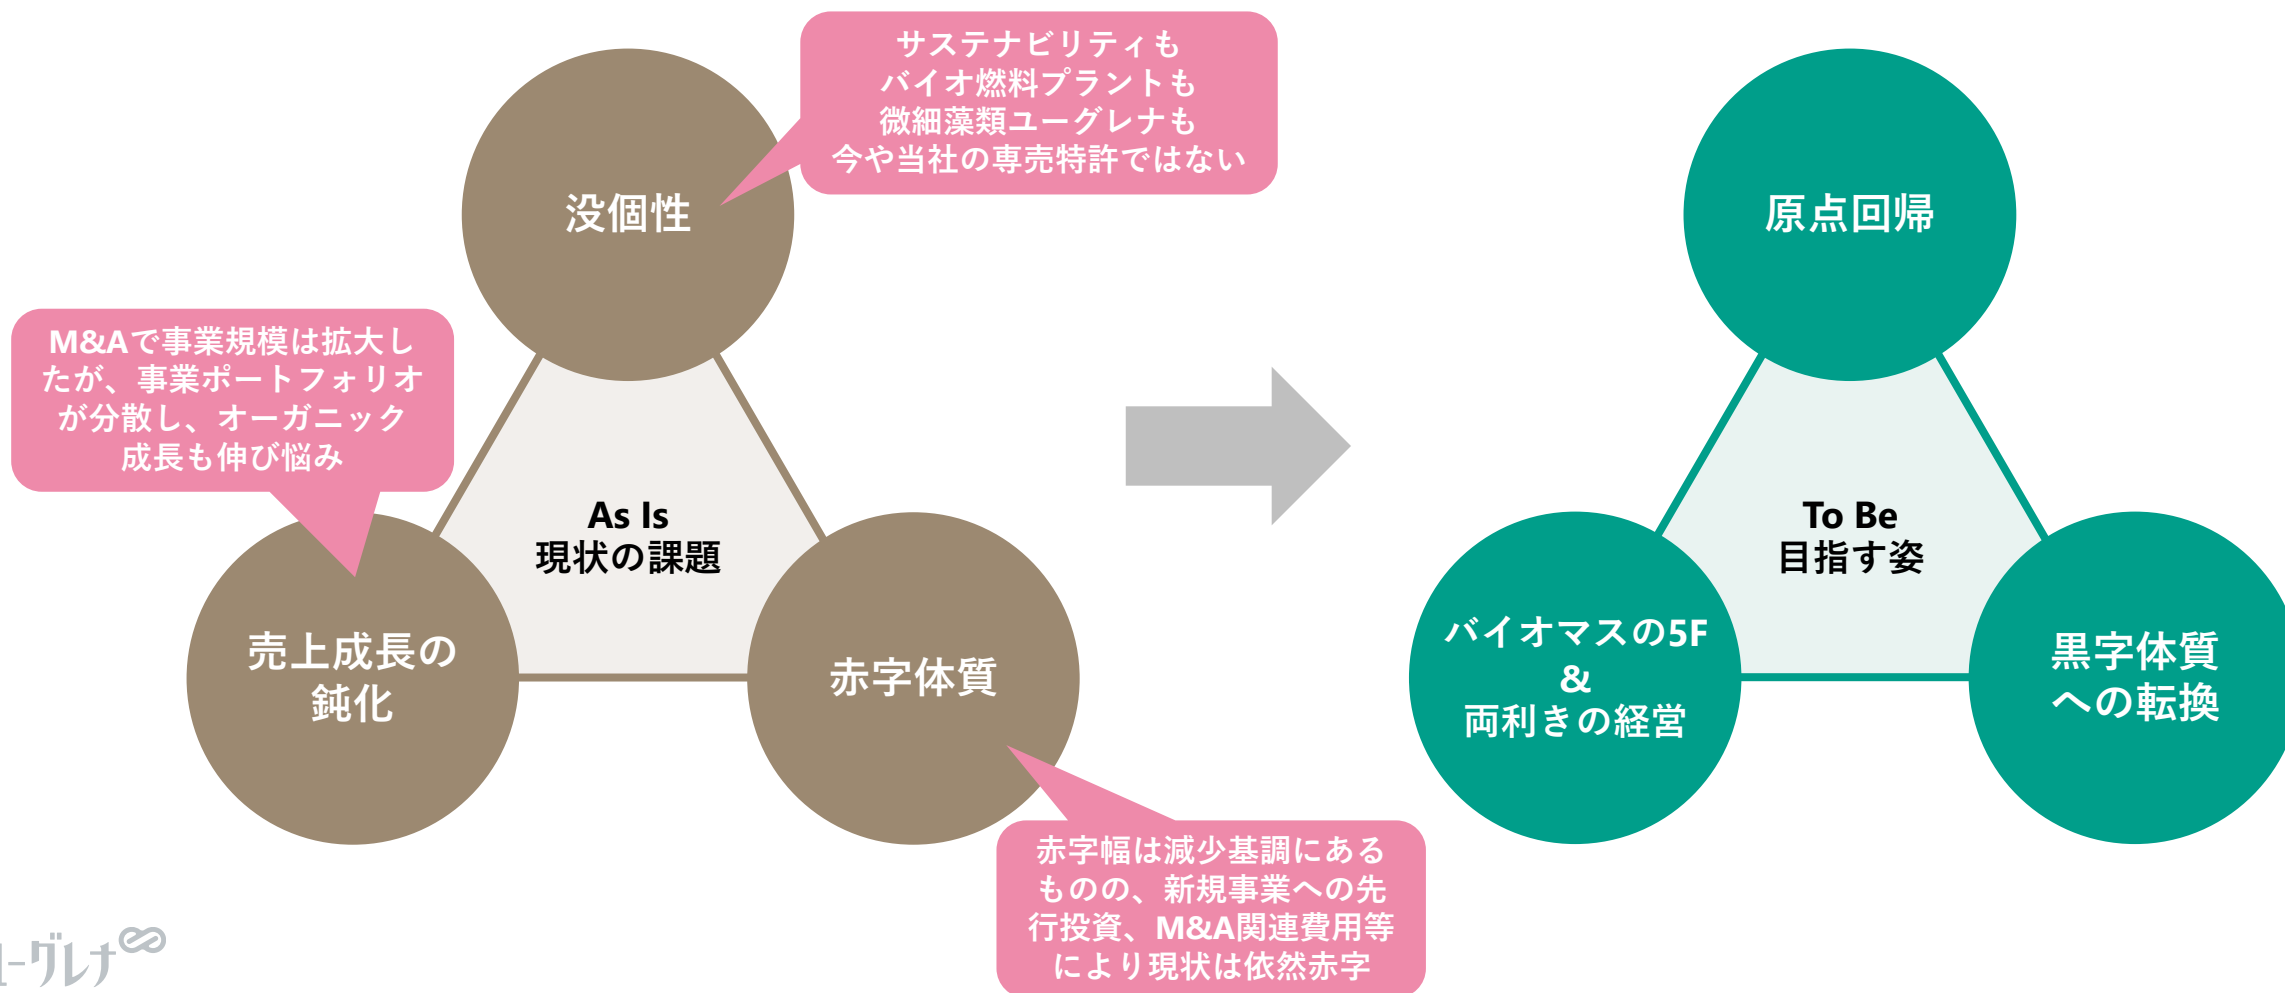 サステナビリティも
バイオ燃料プラントも
微細藻類ユーグレナも
今や当社の専売特許ではない
没個性
M&Aで事業規模は拡大し
たが、事業ポートフォリオ
が分散し、オーガニック
成長も伸び悩み
As Is
現状の課題
売上成長の
鈍化
赤字体質
赤字幅は減少基調にある
ものの、新規事業への先
行投資、M&A関連費用等
により現状は依然赤字
原点回帰
To Be
目指す姿
バイオマスの5F
&
両利きの経営
黒字体質
への転換
ユーグレナ